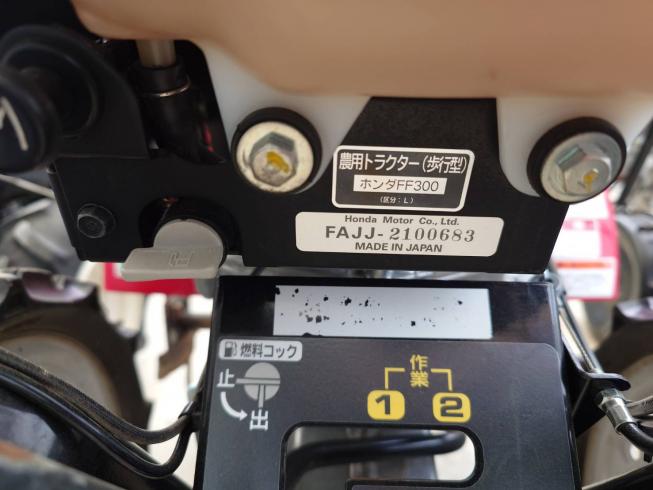 農用トラクター(歩行型)
ホンダFF300
(区分:L)
Honda Motor Co., Ltd.
FAJJ-2100683
MADE IN JAPAN
燃料コック
止
出
作業
1 2